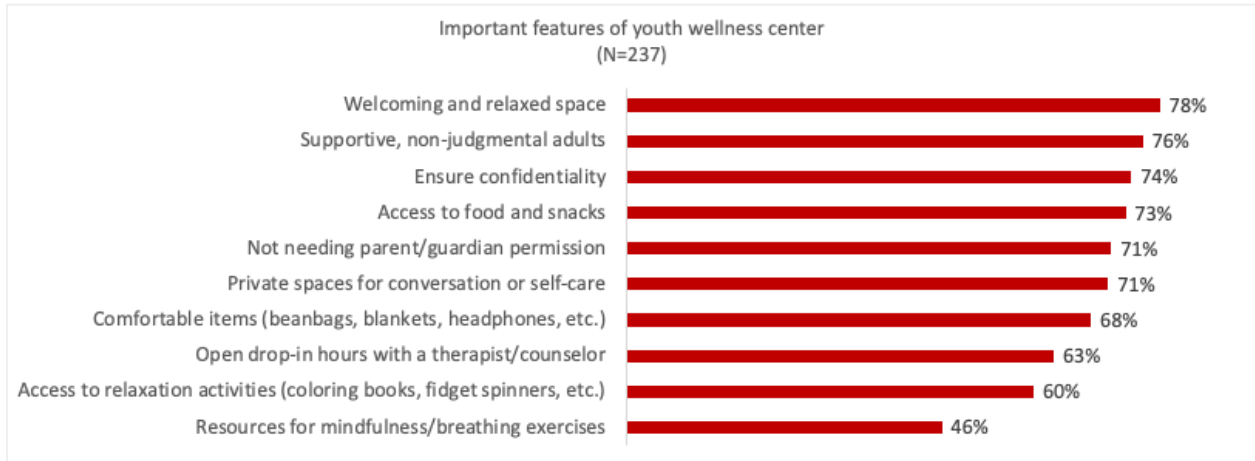 Important features of youth wellness center
(N=237)
Welcoming and relaxed space 78%
Supportive, non-judgmental adults 76%
Ensure confidentiality 74%
Access to food and snacks 73%
Not needing parent/guardian permission 71%
Private spaces for conversation or self-care 71%
Comfortable items (beanbags, blankets, headphones, etc.) 68%
Open drop-in hours with a therapist/counselor 63%
Access to relaxation activities (coloring books, fidget spinners, etc.) 60%
Resources for mindfulness/breathing exercises 46%